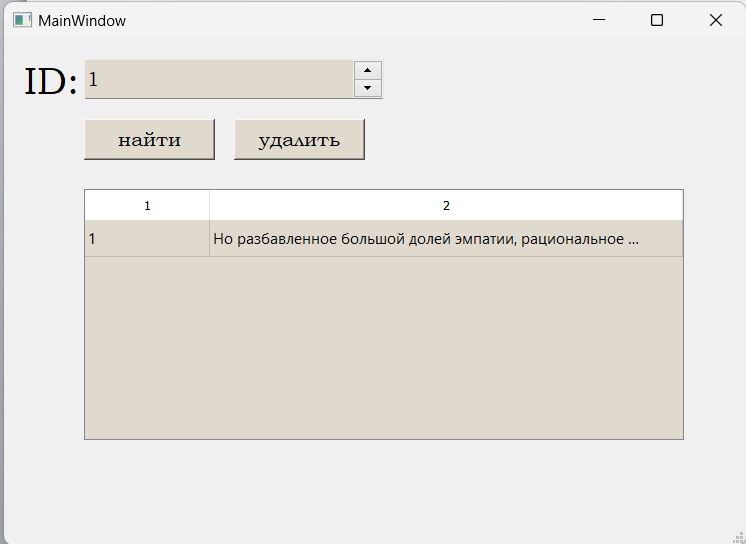 MainWindow
ID: 1
найти удалить
1 2
1 Но разбавленное большой долей эмпатии, рациональное ...